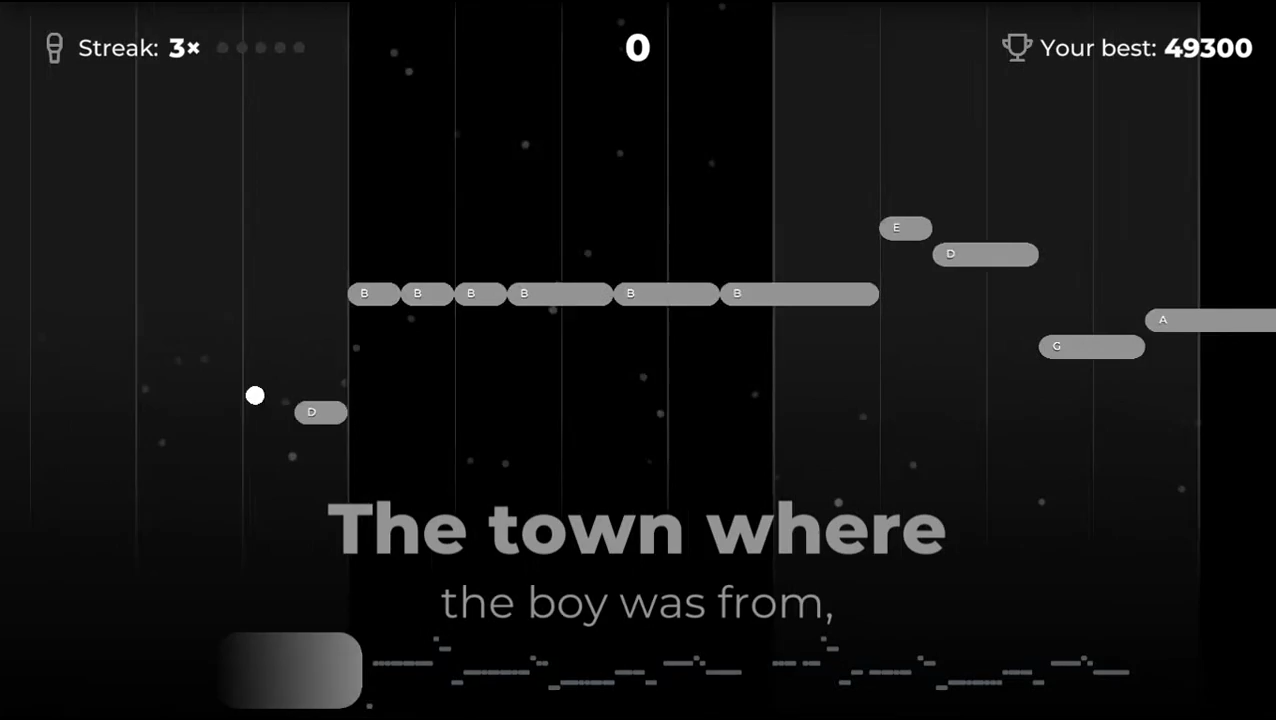 Streak: 3×
0
Your best: 49300
E
D
B B B B B B
A
G
D
The town where
the boy was from,